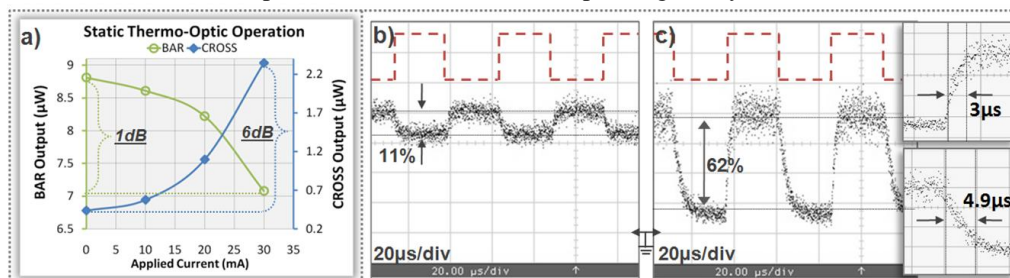 a)
Static Thermo-Optic Operation
BAR CROSS
BAR Output (µW)
9
8.5
8
7.5
7
6.5
1dB
6dB
2.2
1.7
1.2
0.7
0.2
CROSS Output (µW)
0 5 10 15 20 25 30 35
Applied Current (mA)
b)
11%
20µs/div
20.00 µs/div
c)
62%
20µs/div
20.00 µs/div
3µs
4.9µs